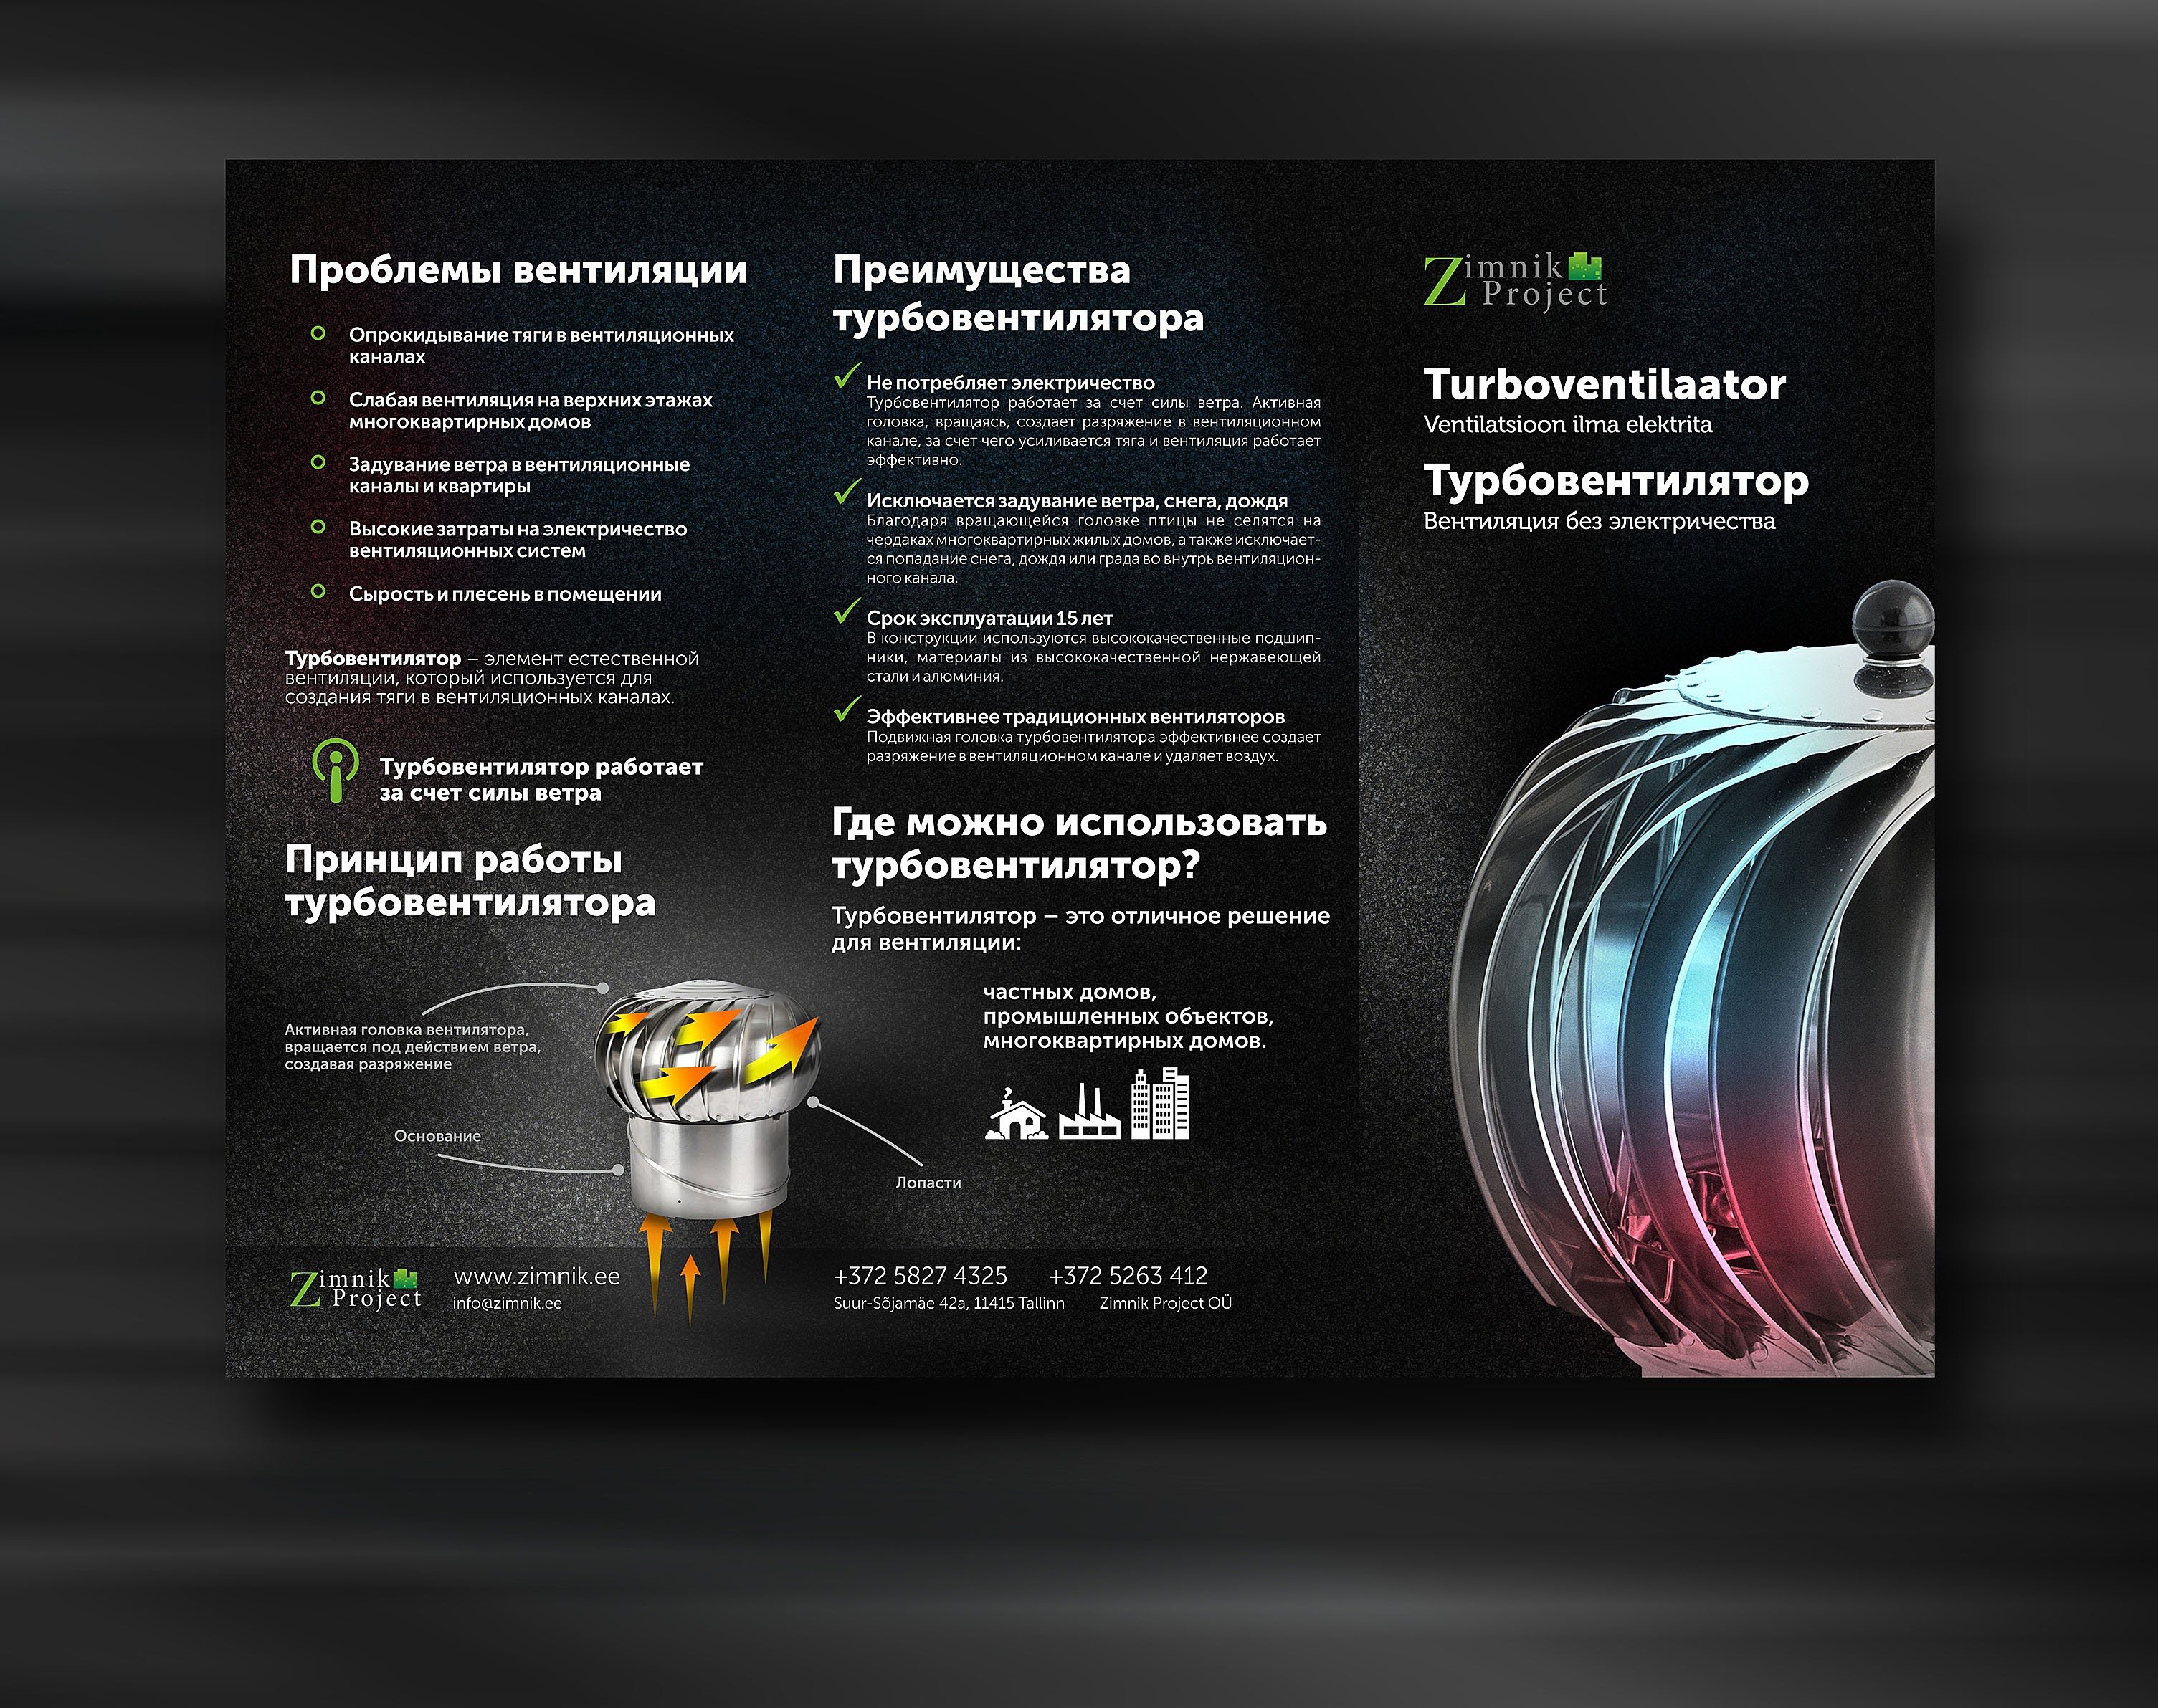 Проблемы вентиляции
Опрокидывание тяги в вентиляционных
каналах
Слабая вентиляция на верхних этажах
многоквартирных домов
Задувание ветра в вентиляционные
каналы и квартиры
Высокие затраты на электричество
вентиляционных систем
Сырость и плесень в помещении
Турбовентилятор – элемент естественной
вентиляции, который используется для
создания тяги в вентиляционных каналах.
Турбовентилятор работает
за счет силы ветра
Принцип работы
турбовентилятора
Активная головка вентилятора,
вращается под действием ветра,
создавая разряжение
Основание
Лопасти
Zimnik
Project
www.zimnik.ee
info@zimnik.ee
Преимущества
турбовентилятора
Не потребляет электричество
Турбовентилятор работает за счет силы ветра. Активная
головка, вращаясь, создает разряжение в вентиляционном
канале, за счет чего усиливается тяга и вентиляция работает
эффективно.
Исключается задувание ветра, снега, дождя
Благодаря вращающейся головке птицы не селятся на
чердаках многоквартирных жилых домов, а также исключает-
ся попадание снега, дождя или града во внутрь вентиляцион-
ного канала.
Срок эксплуатации 15 лет
В конструкции используются высококачественные подшип-
ники, материалы из высококачественной нержавеющей
стали и алюминия.
Эффективнее традиционных вентиляторов
Подвижная головка турбовентилятора эффективнее создает
разряжение в вентиляционном канале и удаляет воздух.
Где можно использовать
турбовентилятор?
Турбовентилятор – это отличное решение
для вентиляции:
частных домов,
промышленных объектов,
многоквартирных домов.
+372 5827 4325 +372 5263 412
Suur-Sõjamäe 42a, 11415 Tallinn Zimnik Project OÜ
Zimnik
Project
Turboventilaator
Ventilatsioon ilma elektrita
Турбовентилятор
Вентиляция без электричества